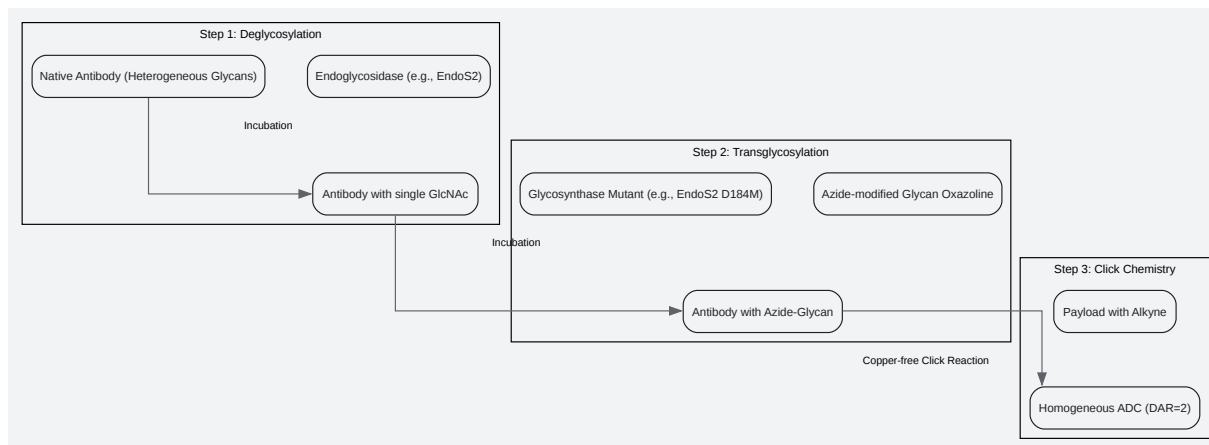 Step 1: Deglycosylation
Native Antibody (Heterogeneous Glycans)
Endoglycosidase (e.g., EndoS2)
Incubation
Antibody with single GlcNAc
Step 2: Transglycosylation
Glycosynthase Mutant (e.g., EndoS2 D184M)
Azide-modified Glycan Oxazoline
Incubation
Antibody with Azide-Glycan
Copper-free Click Reaction
Step 3: Click Chemistry
Payload with Alkyne
Homogeneous ADC (DAR=2)